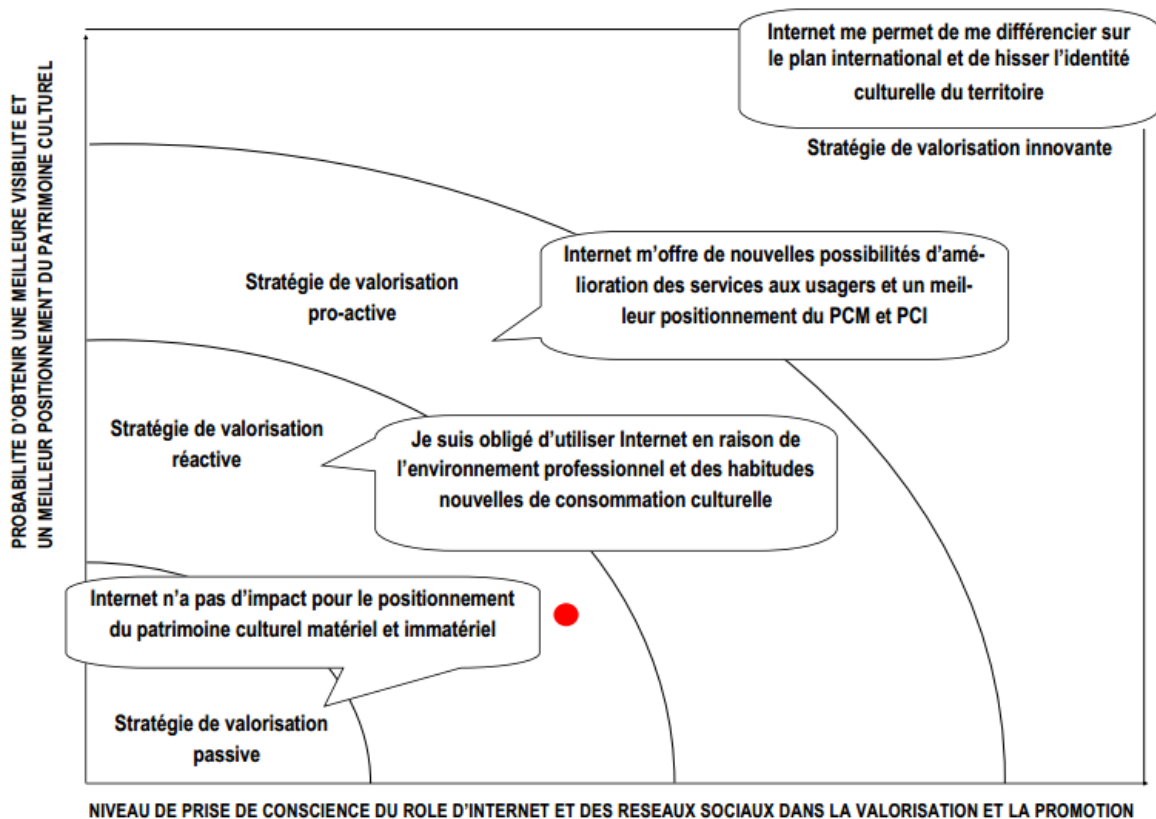 PROBABILITE D'OBTENIR UNE MEILLEURE VISIBILITE ET
UN MEILLEUR POSITIONNEMENT DU PATRIMOINE CULTUREL
Internet me permet de me différencier sur
le plan international et de hisser l'identité
culturelle du territoire
Stratégie de valorisation innovante
Internet m'offre de nouvelles possibilités d'amé-
lioration des services aux usagers et un meil-
leur positionnement du PCM et PCI
Stratégie de valorisation
pro-active
Je suis obligé d'utiliser Internet en raison de
l'environnement professionnel et des habitudes
nouvelles de consommation culturelle
Stratégie de valorisation
réactive
Internet n'a pas d'impact pour le positionnement
du patrimoine culturel matériel et immatériel
Stratégie de valorisation
passive
NIVEAU DE PRISE DE CONSCIENCE DU ROLE D'INTERNET ET DES RESEAUX SOCIAUX DANS LA VALORISATION ET LA PROMOTION